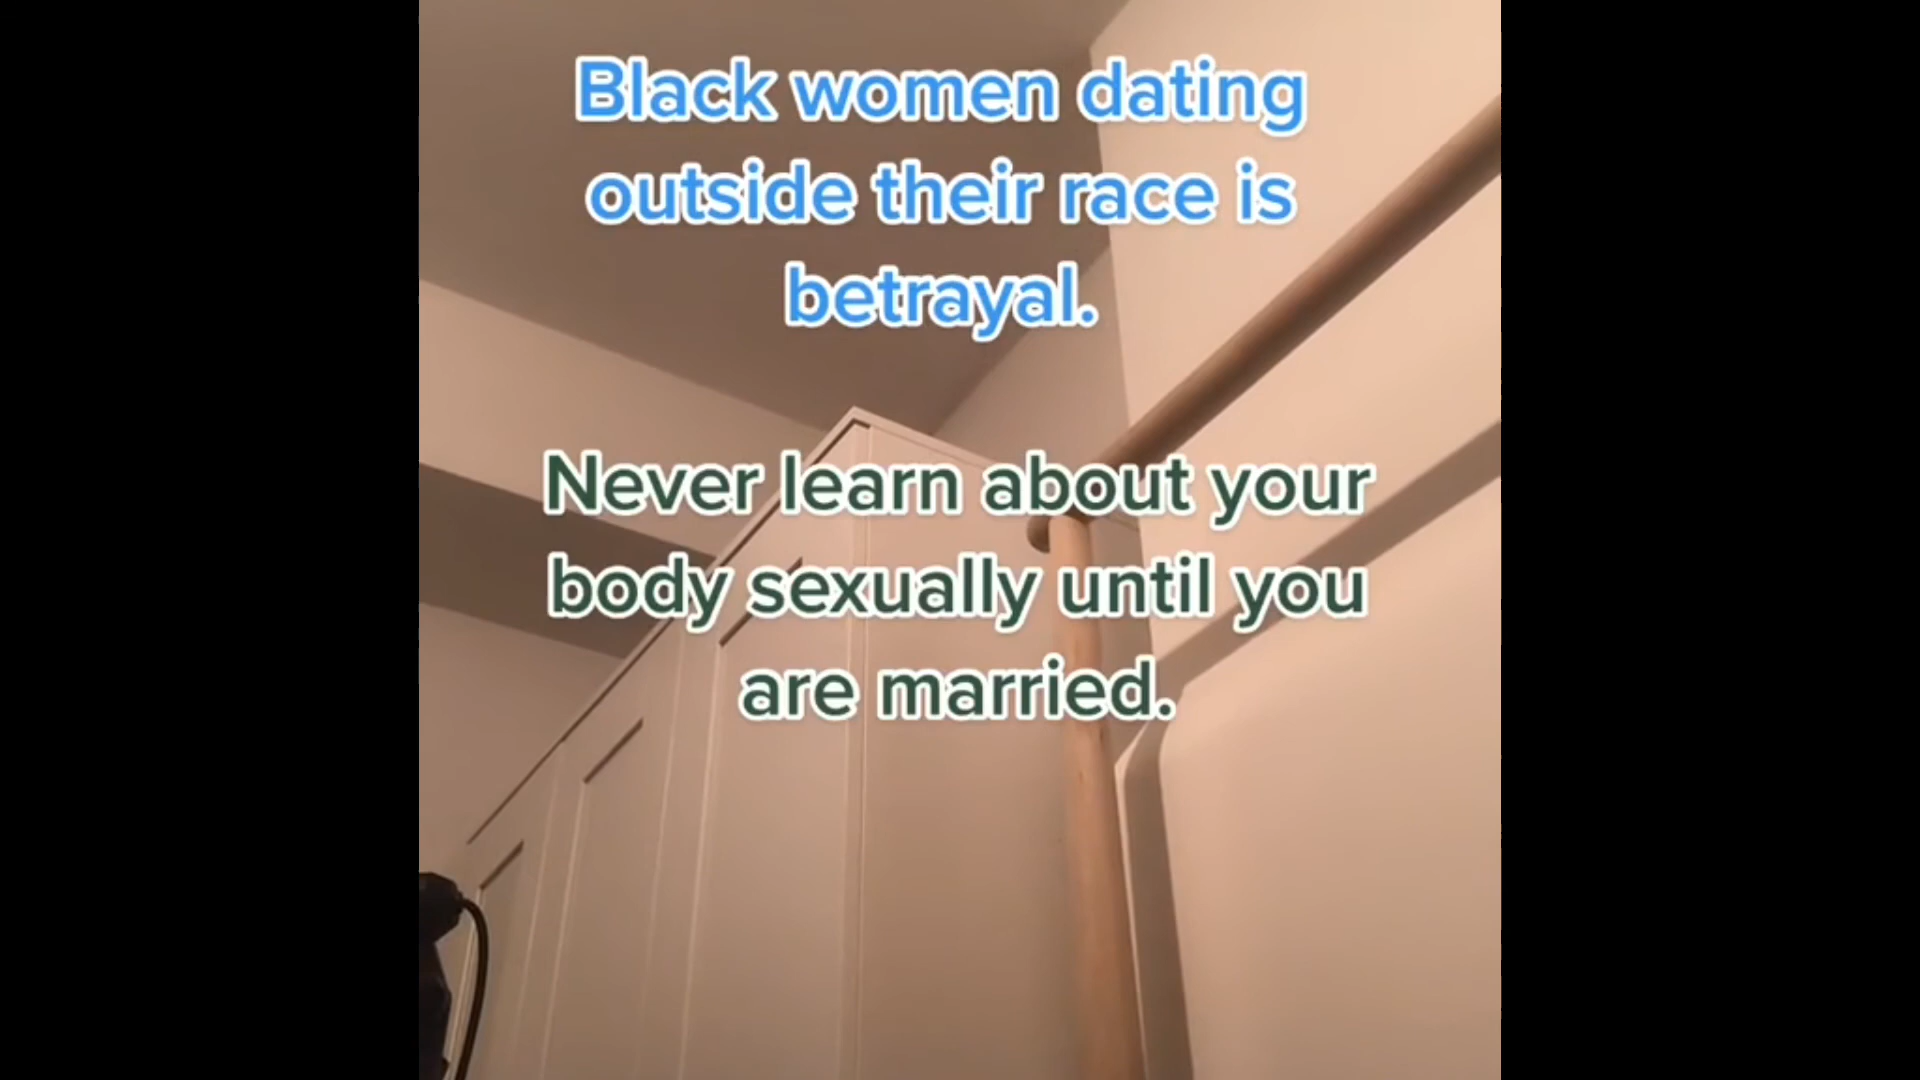 Black women dating
outside their race is
betrayal.
Never learn about your
body sexually until you
are married.